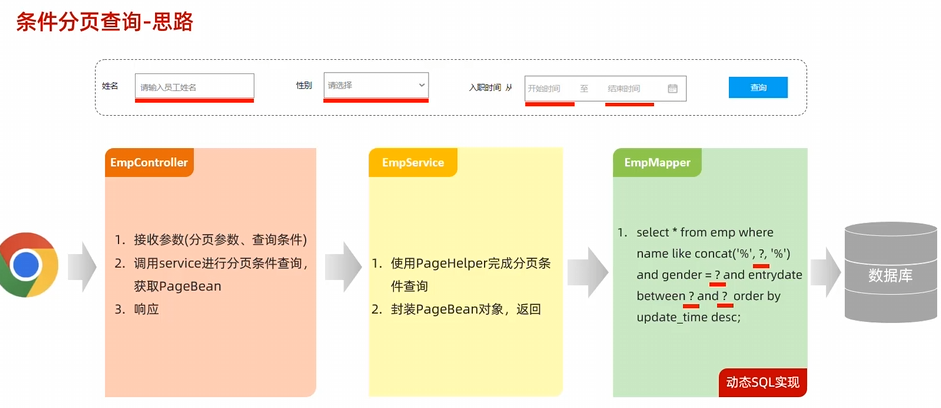 条件分页查询-思路
姓名 请输入员工姓名 性别 请选择 入职时间 从 开始时间 至 结束时间 查询
EmpController
1. 接收参数(分页参数、查询条件)
2. 调用service进行分页条件查询，
获取PageBean
3. 响应
EmpService
1. 使用PageHelper完成分页条
件查询
2. 封装PageBean对象，返回
EmpMapper
1. select * from emp where
name like concat('%', ?, '%')
and gender = ? and entrydate
between ? and ? order by
update_time desc;
动态SQL实现
数据库